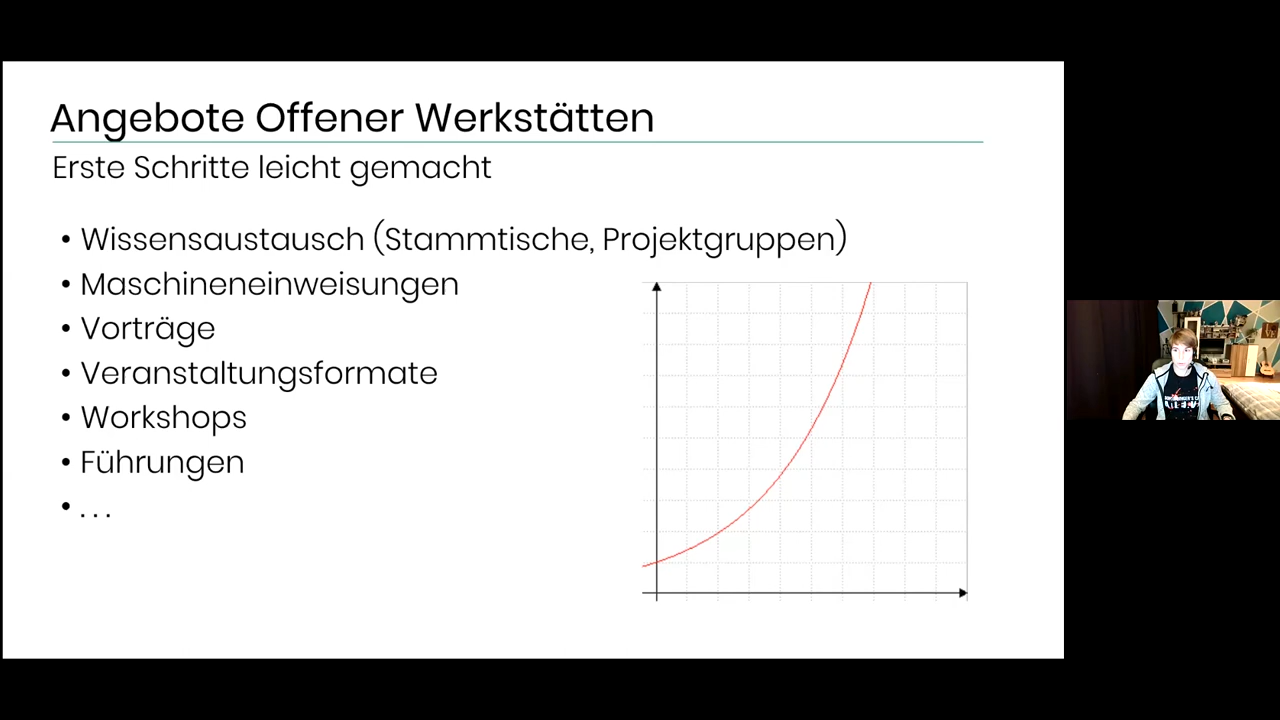 Angebote Offener Werkstätten
Erste Schritte leicht gemacht
• Wissensaustausch (Stammtische, Projektgruppen)
• Maschineneinweisungen
• Vorträge
• Veranstaltungsformate
• Workshops
• Führungen
• . . .